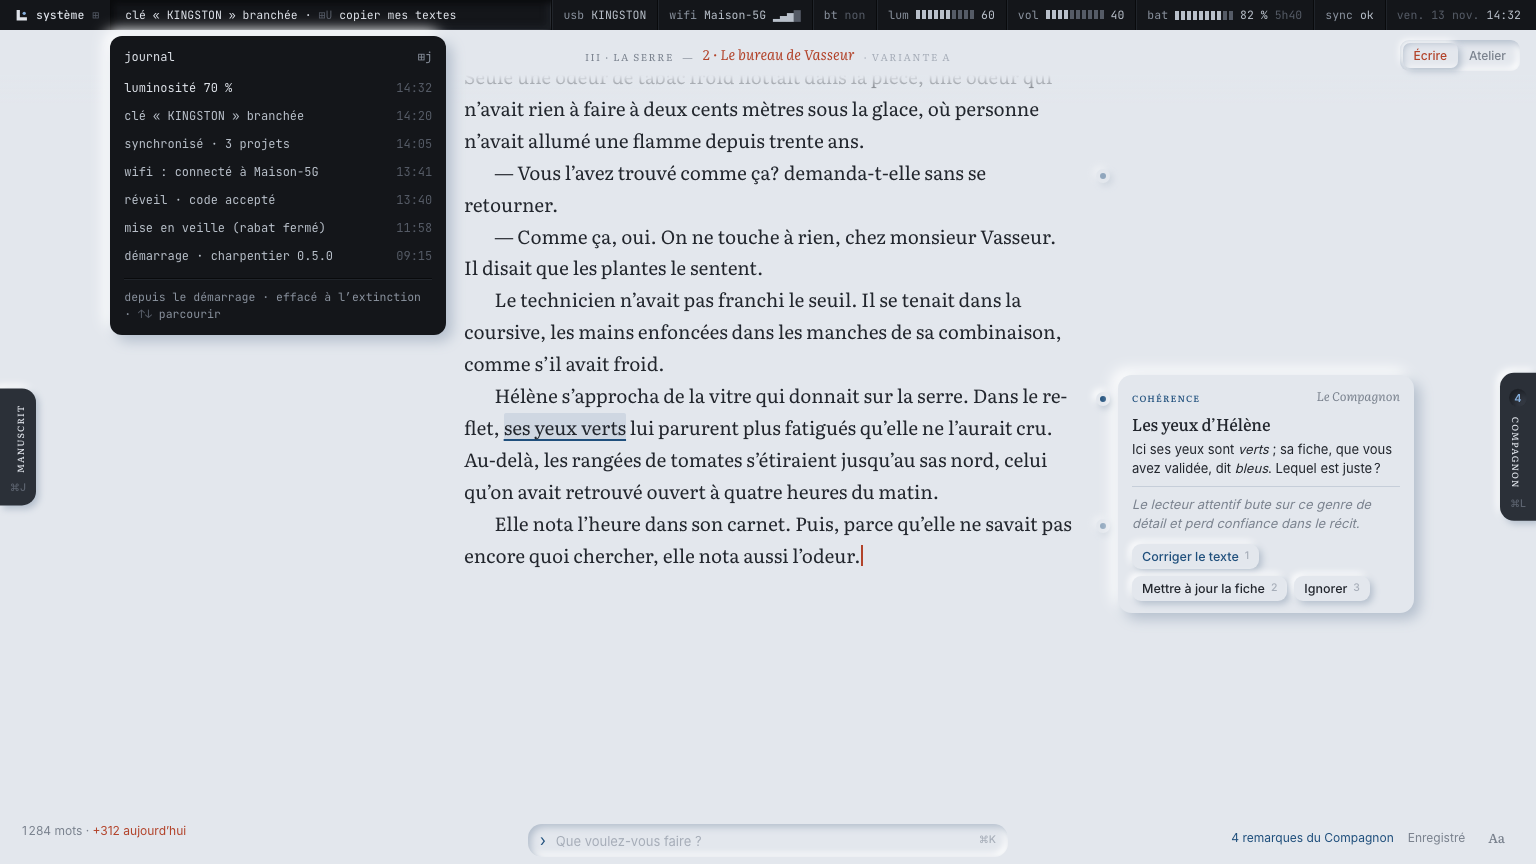 système ⊞
clé « KINGSTON » branchée · ⊞U copier mes textes
usb KINGSTON
wifi Maison-5G
bt non
lum 60
vol 40
bat 82 % 5h40
sync ok
ven. 13 nov. 14:32
journal ⊞j
luminosité 70 % 14:32
clé « KINGSTON » branchée 14:20
synchronisé · 3 projets 14:05
wifi : connecté à Maison-5G 13:41
réveil · code accepté 13:40
mise en veille (rabat fermé) 11:58
démarrage · charpentier 0.5.0 09:15
depuis le démarrage · effacé à l’extinction
· ↑↓ parcourir
III · LA SERRE — 2 · Le bureau de Vasseur · VARIANTE A
Écrire Atelier
Seule une odeur de tabac froid flottait dans la pièce, une odeur qui
n’avait rien à faire à deux cents mètres sous la glace, où personne
n’avait allumé une flamme depuis trente ans.
— Vous l’avez trouvé comme ça? demanda-t-elle sans se
retourner.
— Comme ça, oui. On ne touche à rien, chez monsieur Vasseur.
Il disait que les plantes le sentent.
Le technicien n’avait pas franchi le seuil. Il se tenait dans la
coursive, les mains enfoncées dans les manches de sa combinaison,
comme s’il avait froid.
Hélène s’approcha de la vitre qui donnait sur la serre. Dans le re-
flet, ses yeux verts lui parurent plus fatigués qu’elle ne l’aurait cru.
Au-delà, les rangées de tomates s’étiraient jusqu’au sas nord, celui
qu’on avait retrouvé ouvert à quatre heures du matin.
Elle nota l’heure dans son carnet. Puis, parce qu’elle ne savait pas
encore quoi chercher, elle nota aussi l’odeur.
MANUSCRIT ⌘J
COHÉRENCE Le Compagnon
Les yeux d’Hélène
Ici ses yeux sont verts ; sa fiche, que vous
avez validée, dit bleus. Lequel est juste ?
Le lecteur attentif bute sur ce genre de
détail et perd confiance dans le récit.
Corriger le texte 1
Mettre à jour la fiche 2 Ignorer 3
4 COMPAGNON ⌘L
1284 mots · +312 aujourd’hui
› Que voulez-vous faire ? ⌘K
4 remarques du Compagnon Enregistré Aa